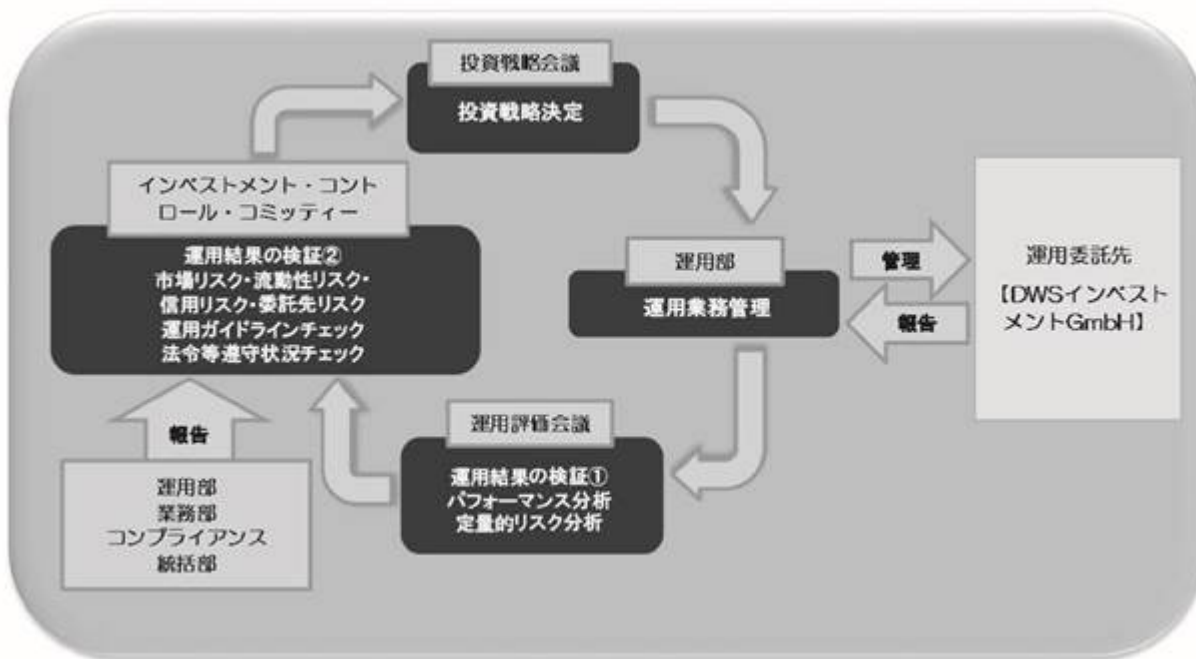 投資戦略会議
投資戦略決定
インベストメント・コント
ロール・コミッティー
運用結果の検証②
市場リスク・流動性リスク・
信用リスク・委託先リスク
運用ガイドラインチェック
法令等遵守状況チェック
運用部
運用業務管理
管理
報告
運用委託先
【DWSインベスト
メントGmbH】
運用評価会議
運用結果の検証①
パフォーマンス分析
定量的リスク分析
報告
運用部
業務部
コンプライアンス
統括部